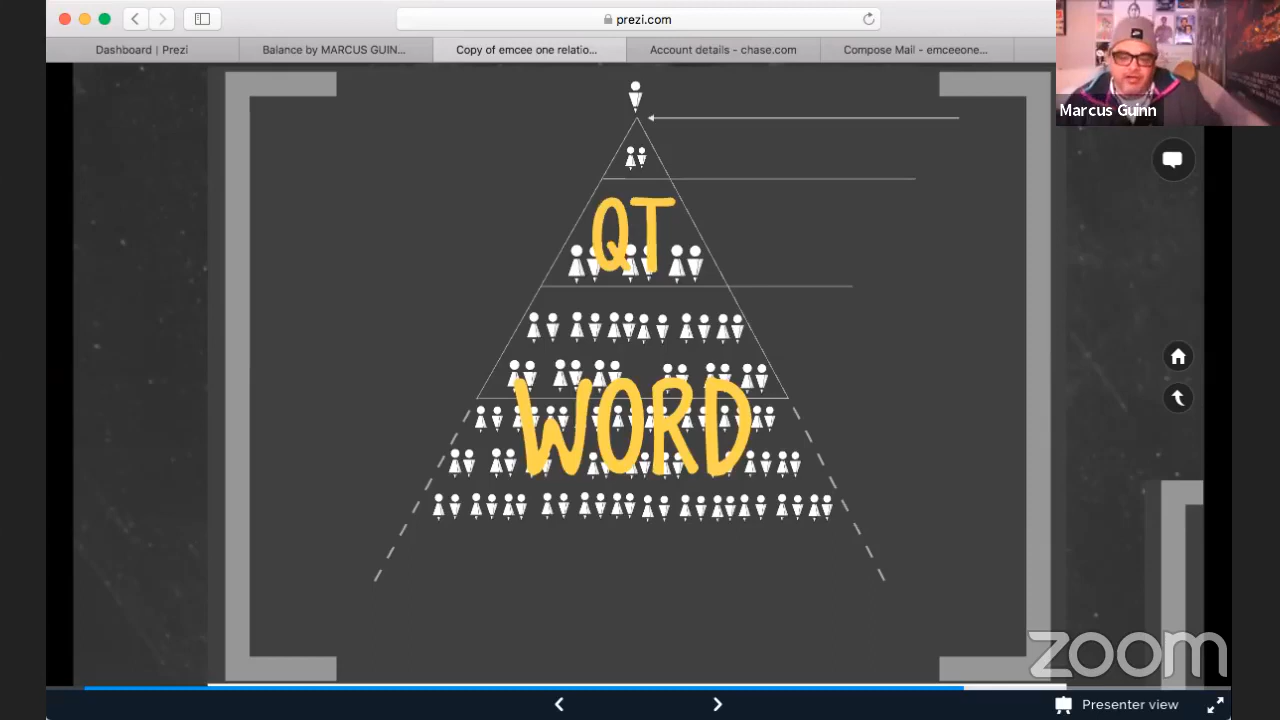 prezi.com
Dashboard | Prezi
Balance by MARCUS GUIN...
Copy of emcee one relatio...
Account details - chase.com
Compose Mail - emceeone...
Marcus Guinn
QT
WORD
zoom
Presenter view